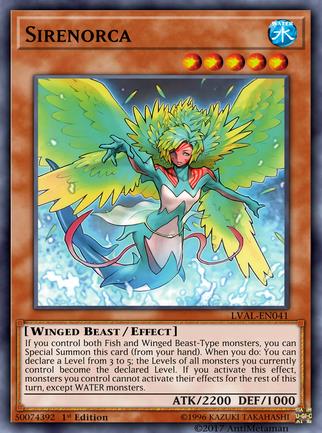 SIRENORCA
WATER
水
LVAL-EN041
[WINGED BEAST / EFFECT]
If you control both Fish and Winged Beast-Type monsters, you can
Special Summon this card (from your hand). When you do: You can
declare a Level from 3 to 5; the Levels of all monsters you currently
control become the declared Level. If you activate this effect,
monsters you control cannot activate their effects for the rest of this
turn, except WATER monsters.
ATK/2200 DEF/1000
50074392 1st Edition ©1996 KAZUKI TAKAHASHI
©2017 AntiMetaman